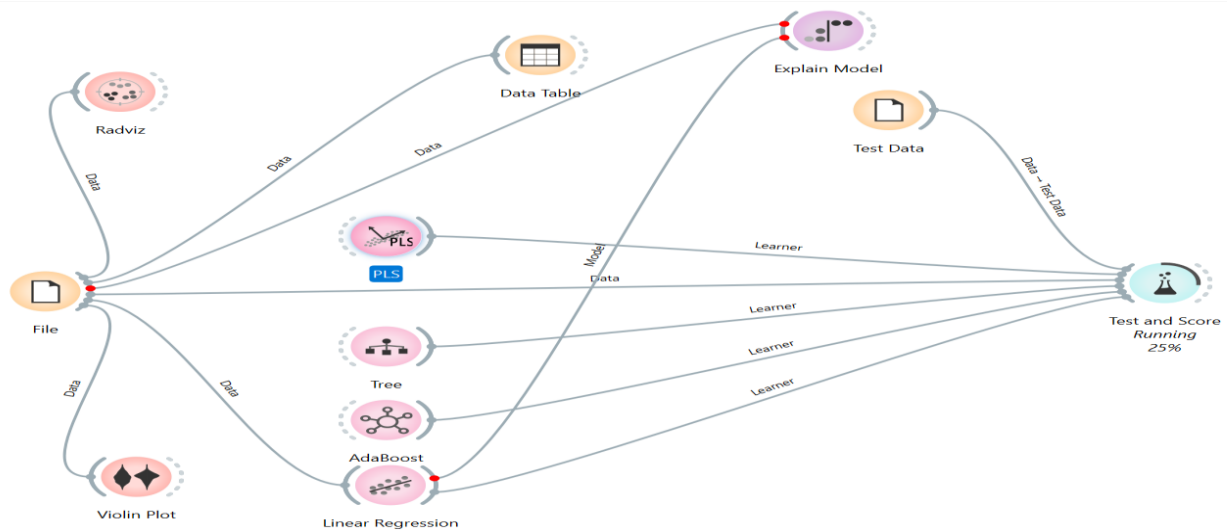 Explain Model
Data Table
Radviz
Test Data
Data
Data
Data
Data → Test Data
PLS
PLS
Learner
Model
Data
File
Learner
Test and Score
Running
25%
Learner
Tree
Data
Data
Learner
AdaBoost
Violin Plot
Linear Regression